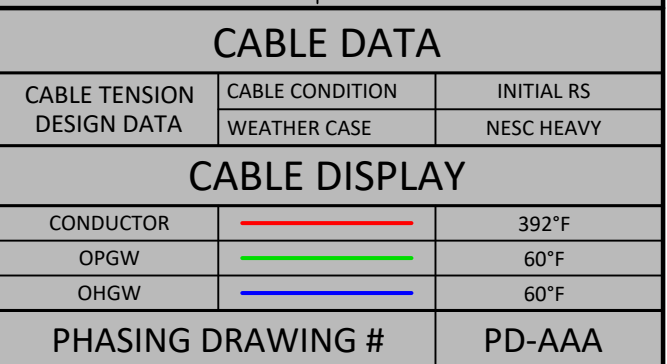 CABLE DATA
CABLE TENSION
DESIGN DATA
CABLE CONDITION
INITIAL RS
WEATHER CASE
NESC HEAVY
CABLE DISPLAY
CONDUCTOR
392°F
OPGW
60°F
OHGW
60°F
PHASING DRAWING #
PD-AAA